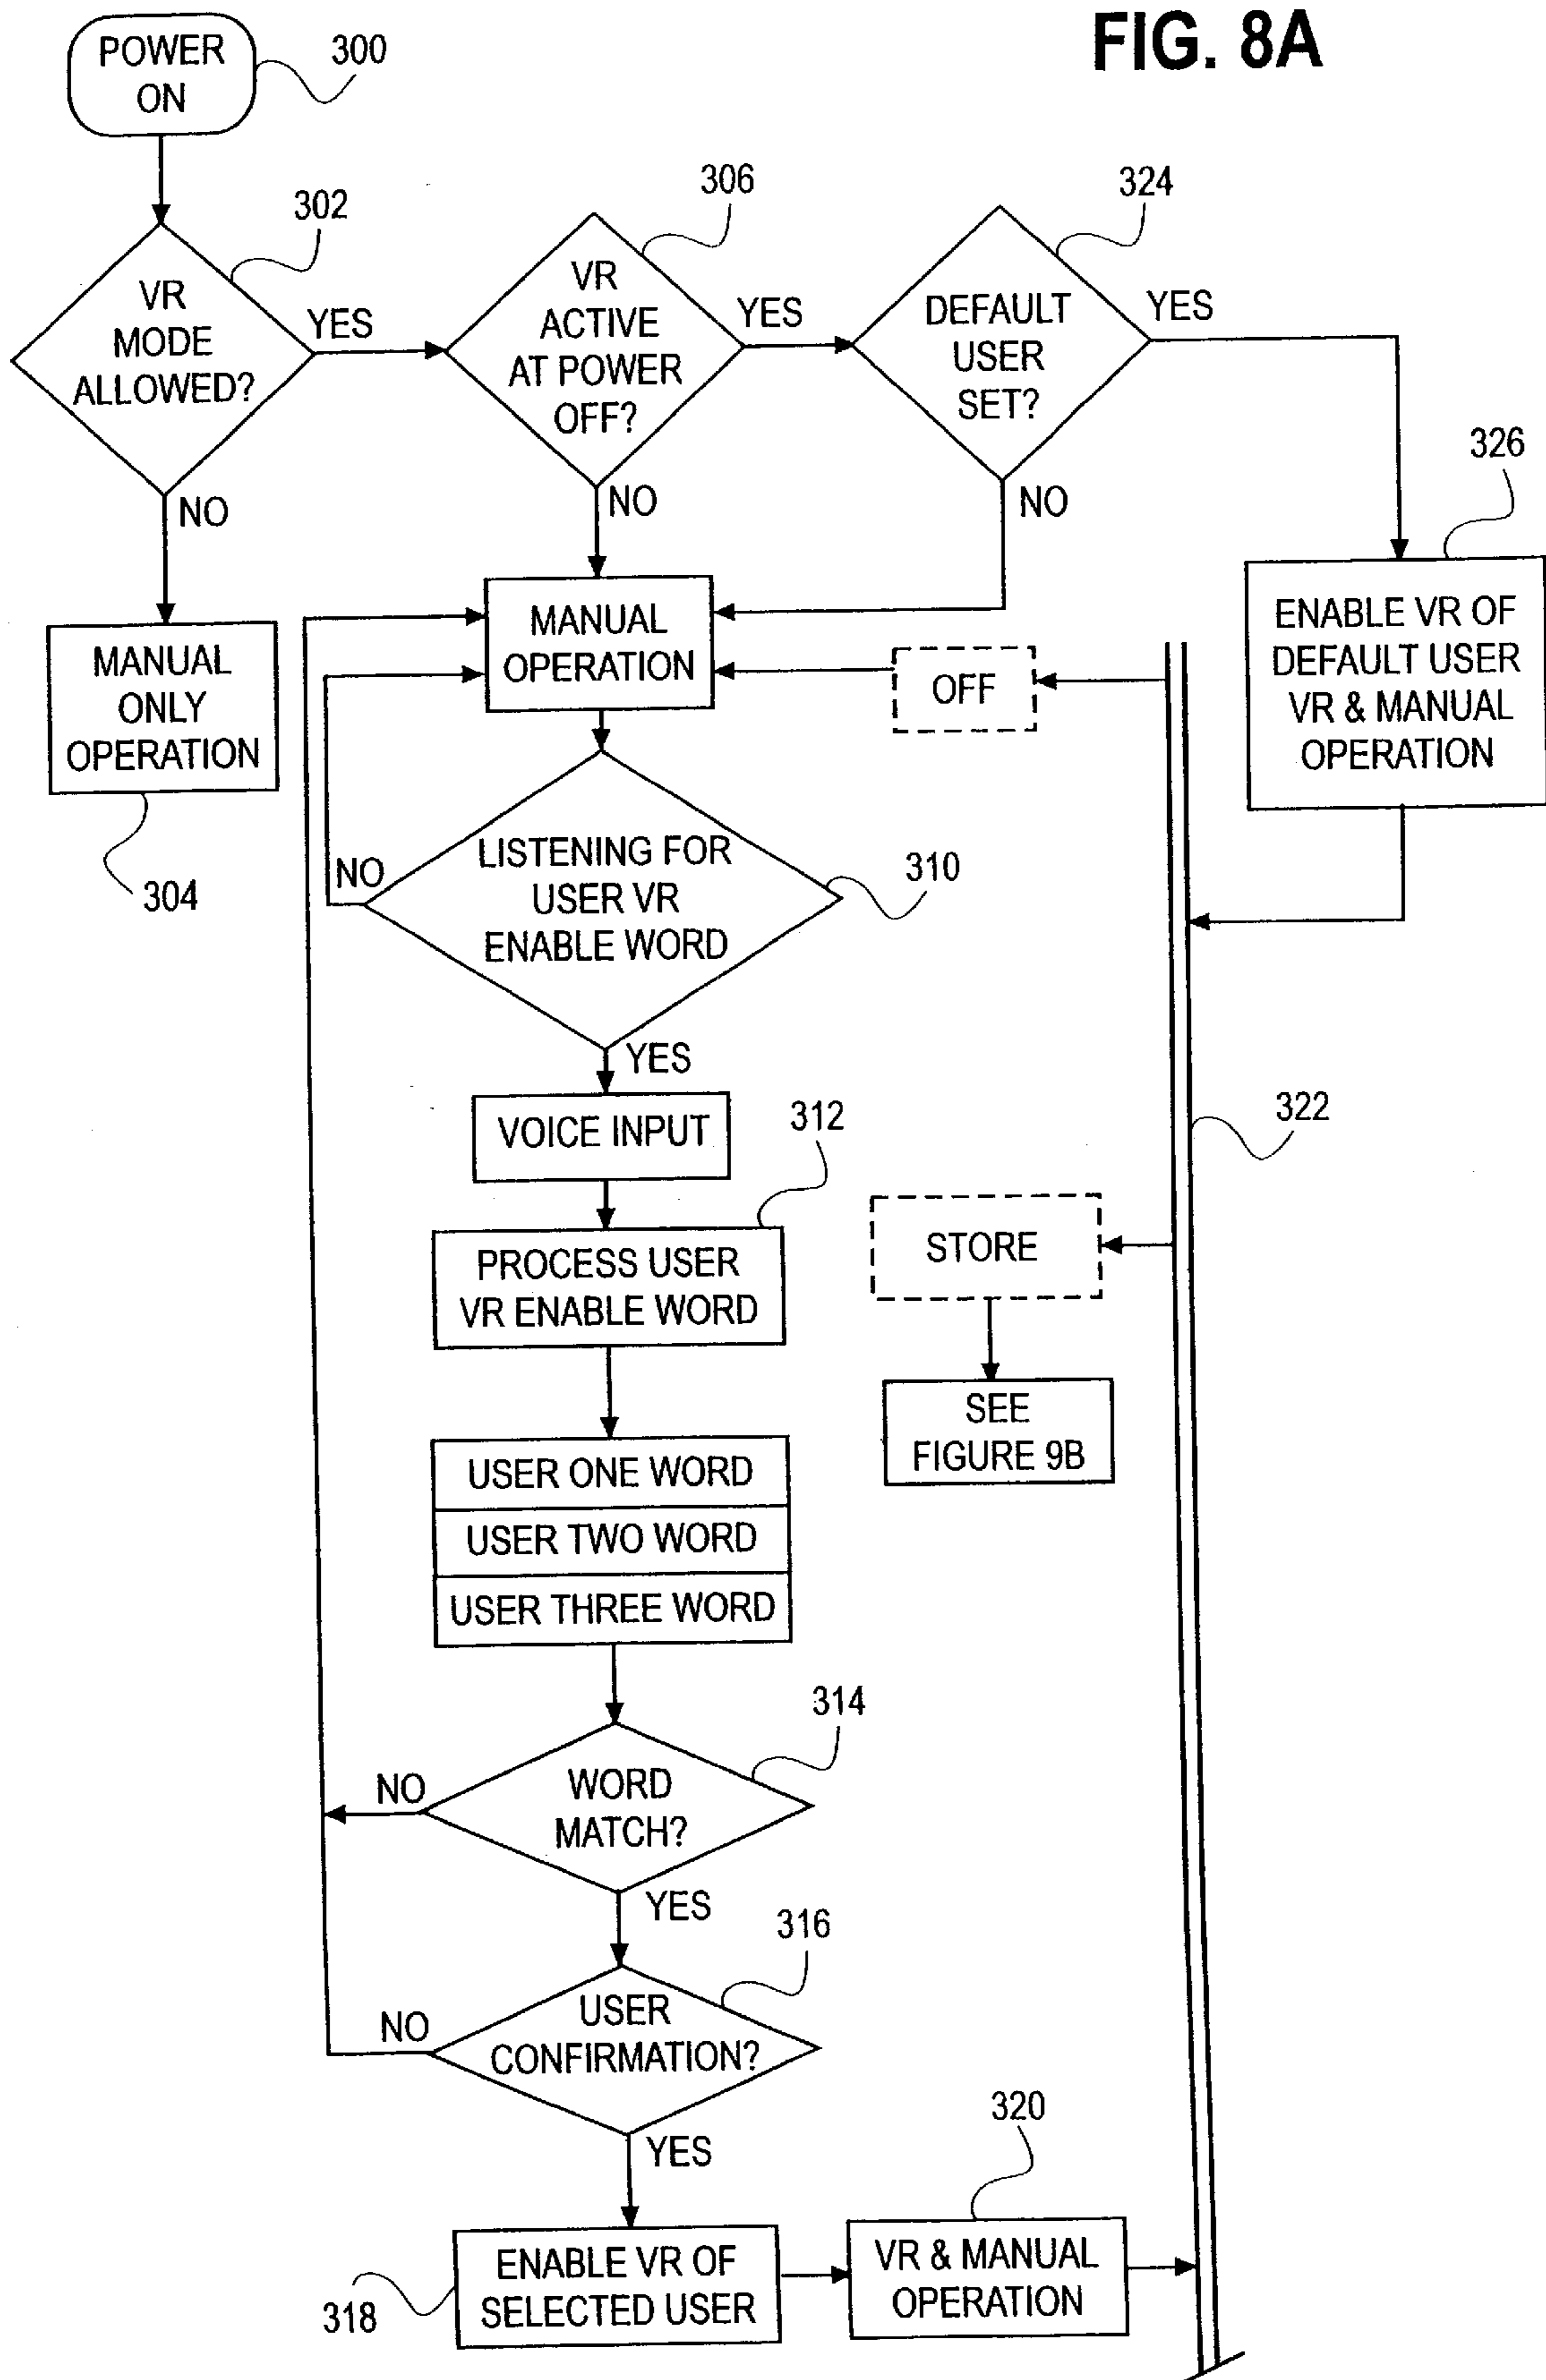 FIG. 8A
POWER
ON
300
302
VR
MODE
ALLOWED?
YES
NO
MANUAL
ONLY
OPERATION
304
306
VR
ACTIVE
AT POWER
OFF?
YES
NO
324
DEFAULT
USER
SET?
YES
NO
326
ENABLE VR OF
DEFAULT USER
VR & MANUAL
OPERATION
MANUAL
OPERATION
OFF
LISTENING FOR
USER VR
ENABLE WORD
310
NO
YES
VOICE INPUT
312
322
PROCESS USER
VR ENABLE WORD
STORE
SEE
FIGURE 9B
USER ONE WORD
USER TWO WORD
USER THREE WORD
314
WORD
MATCH?
NO
YES
316
USER
CONFIRMATION?
NO
YES
318
ENABLE VR OF
SELECTED USER
320
VR & MANUAL
OPERATION